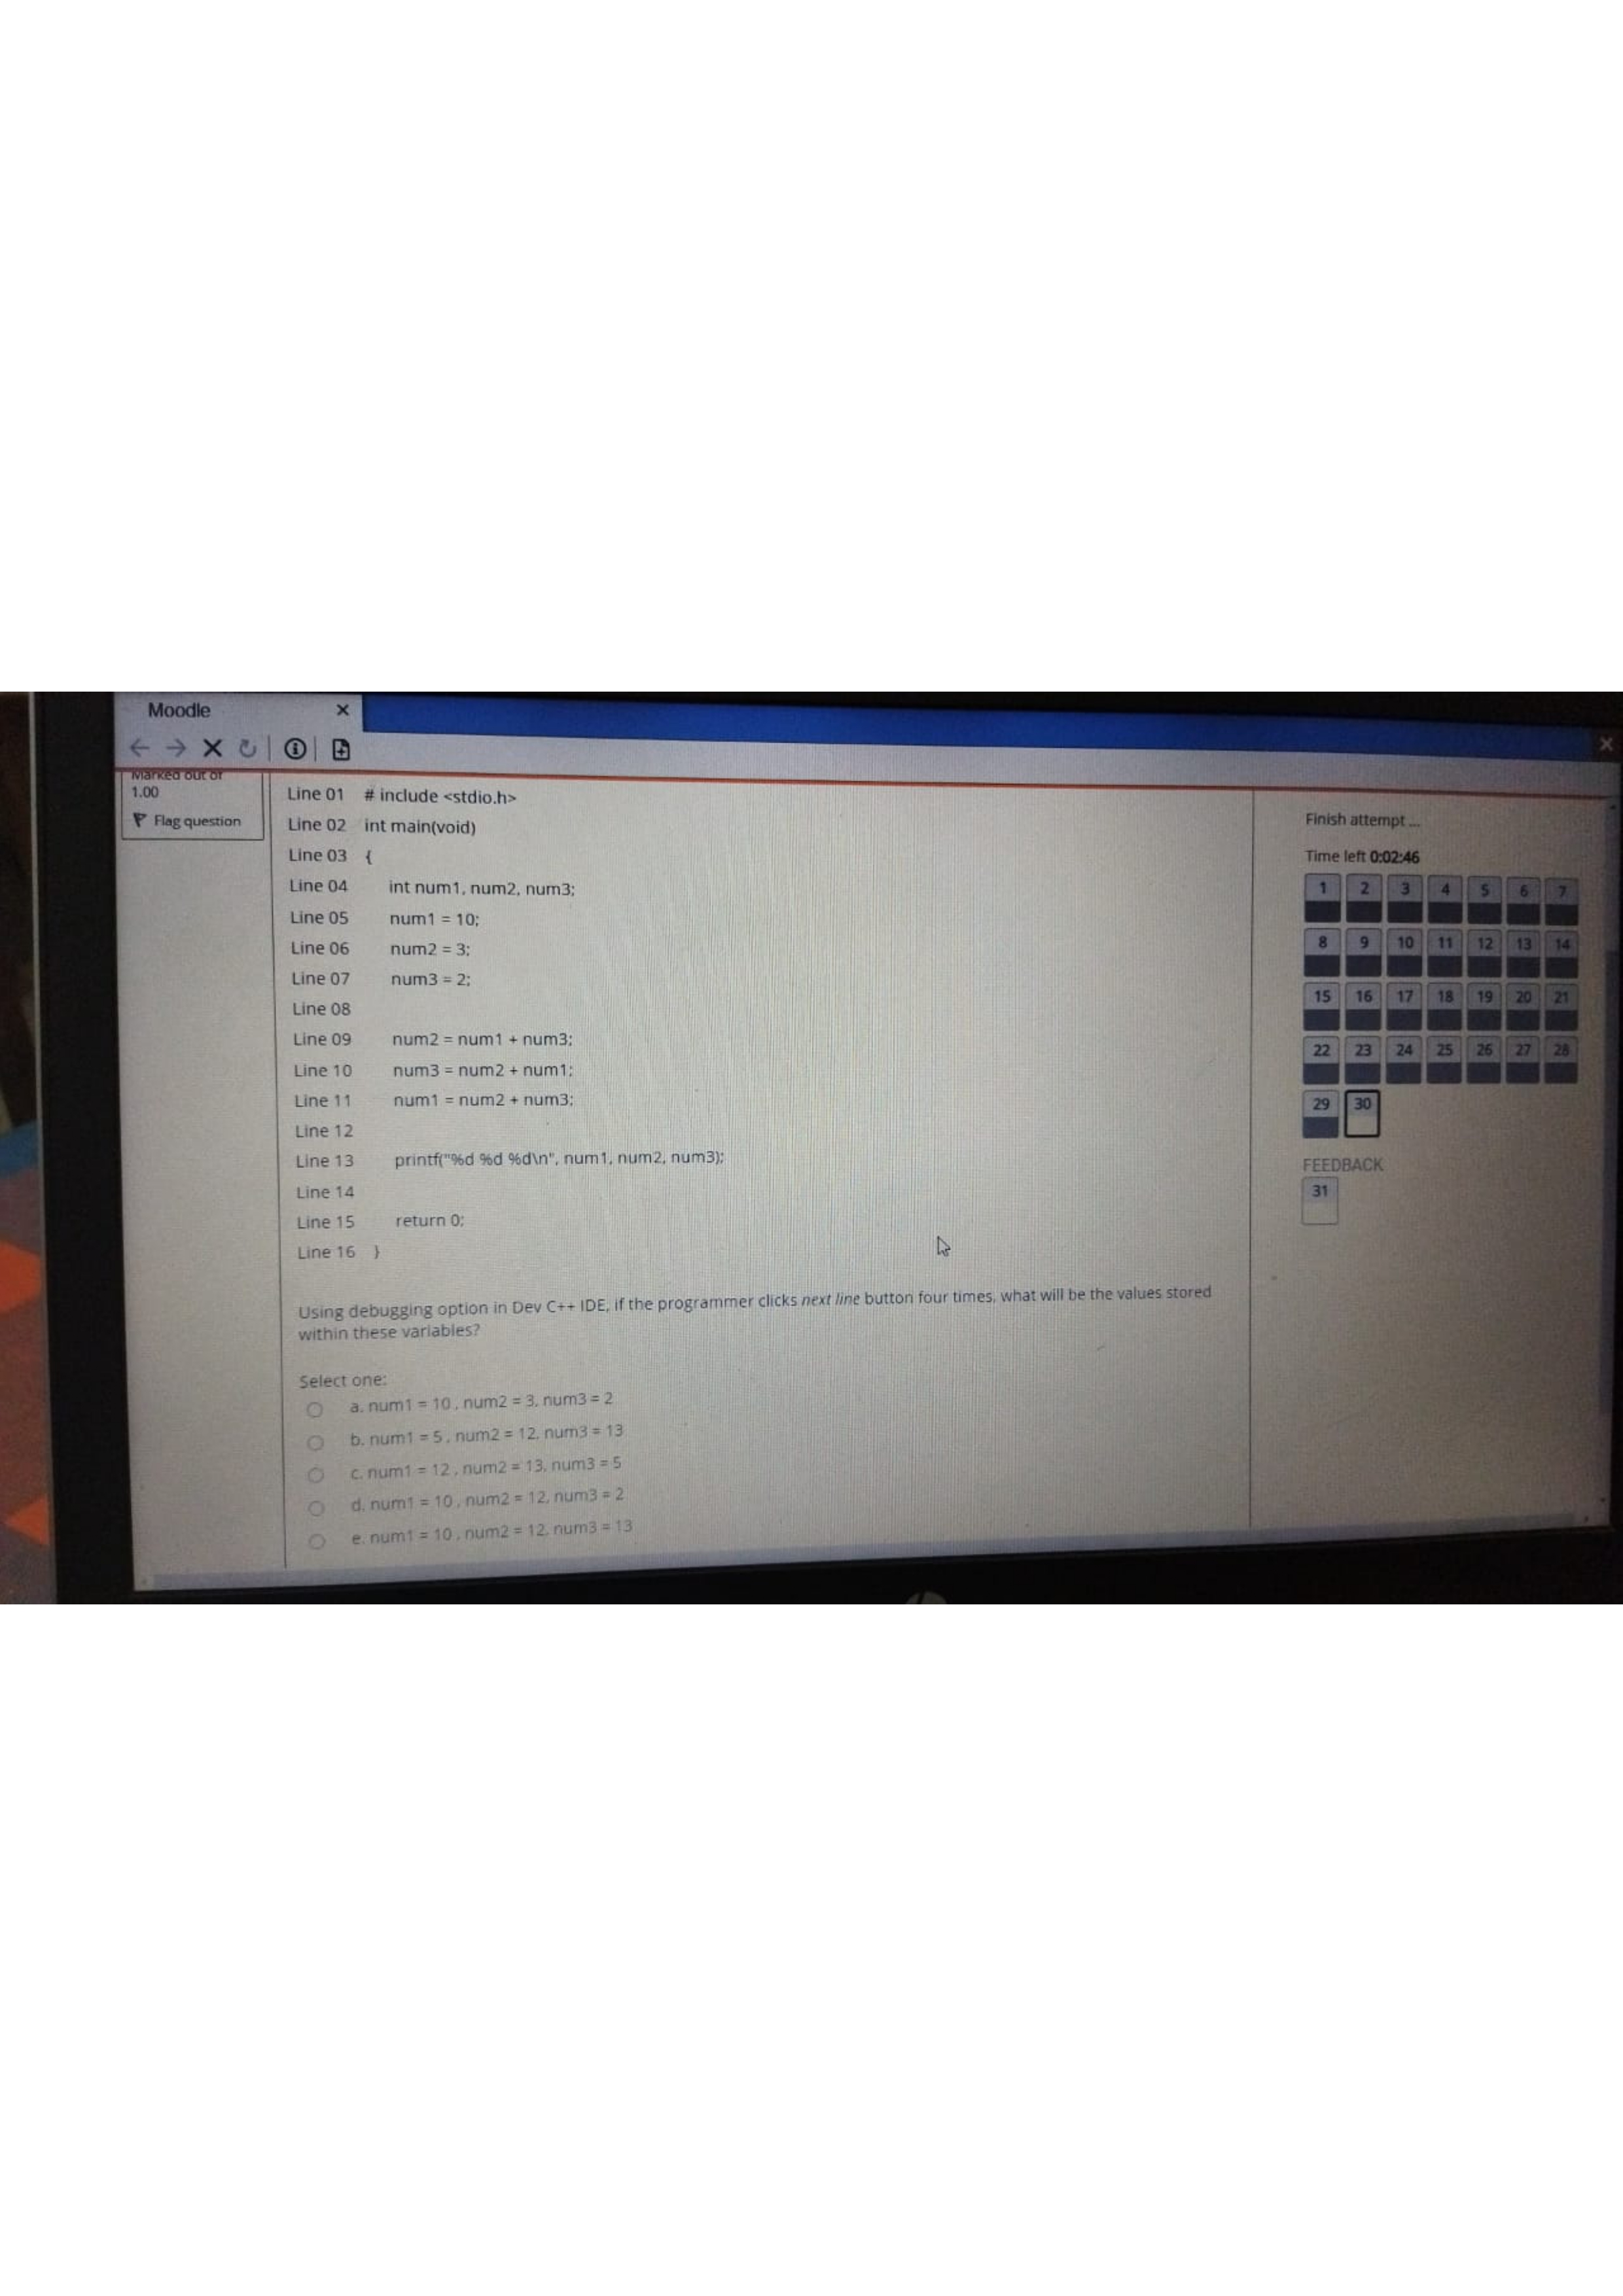 Moodle
Marked out of
1.00
Flag question
Line 01 # include <stdio.h>
Line 02 int main(void)
Line 03 {
Line 04 int num1, num2, num3;
Line 05 num1 = 10;
Line 06 num2 = 3;
Line 07 num3 = 2;
Line 08
Line 09 num2 = num1 + num3;
Line 10 num3 = num2 + num1;
Line 11 num1 = num2 + num3;
Line 12
Line 13 printf("%d %d %d\n", num1, num2, num3);
Line 14
Line 15 return 0;
Line 16 }
Using debugging option in Dev C++ IDE, if the programmer clicks next line button four times, what will be the values stored
within these variables?
Select one:
a. num1 = 10 , num2 = 3, num3 = 2
b. num1 = 5 , num2 = 12, num3 = 13
c. num1 = 12 , num2 = 13, num3 = 5
d. num1 = 10 , num2 = 12, num3 = 2
e. num1 = 10 , num2 = 12, num3 = 13
Finish attempt ...
Time left 0:02:46
1 2 3 4 5 6 7
8 9 10 11 12 13 14
15 16 17 18 19 20 21
22 23 24 25 26 27 28
29 30
FEEDBACK
31